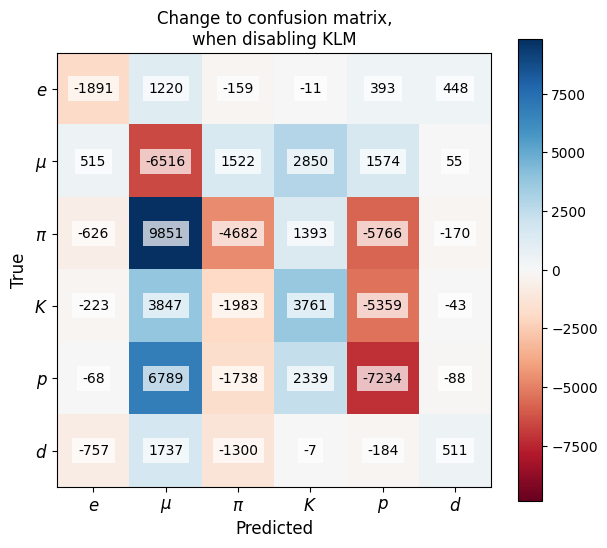 Change to confusion matrix,
when disabling KLM
e -1891 1220 -159 -11 393 448
μ 515 -6516 1522 2850 1574 55
π -626 9851 -4682 1393 -5766 -170
K -223 3847 -1983 3761 -5359 -43
p -68 6789 -1738 2339 -7234 -88
d -757 1737 -1300 -7 -184 511
e μ π K p d
True
Predicted
7500
5000
2500
0
−2500
−5000
−7500